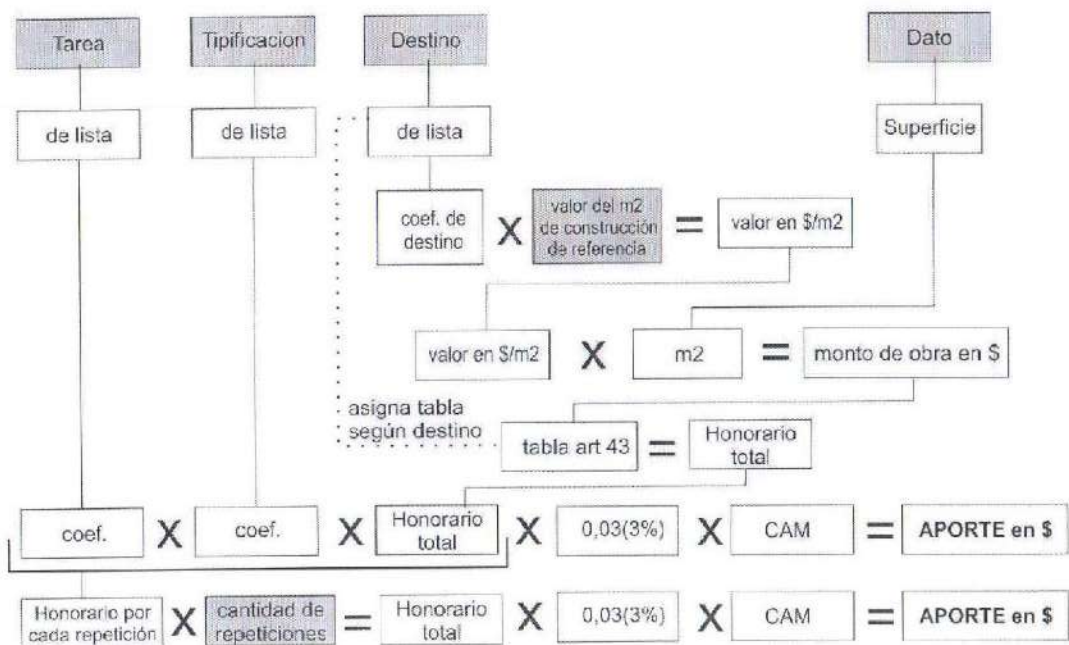 Tarea
Tipificacion
Destino
Dato
de lista
de lista
de lista
Superficie
coef. de
destino
X
valor del m2
de construcción
de referencia
=
valor en $/m2
valor en $/m2
X
m2
=
monto de obra en $
asigna tabla
según destino
tabla art 43
=
Honorario
total
coef.
X
coef.
X
Honorario
total
X
0,03(3%)
X
CAM
=
APORTE en $
Honorario por
cada repetición
X
cantidad de
repeticiones
=
Honorario
total
X
0,03(3%)
X
CAM
=
APORTE en $